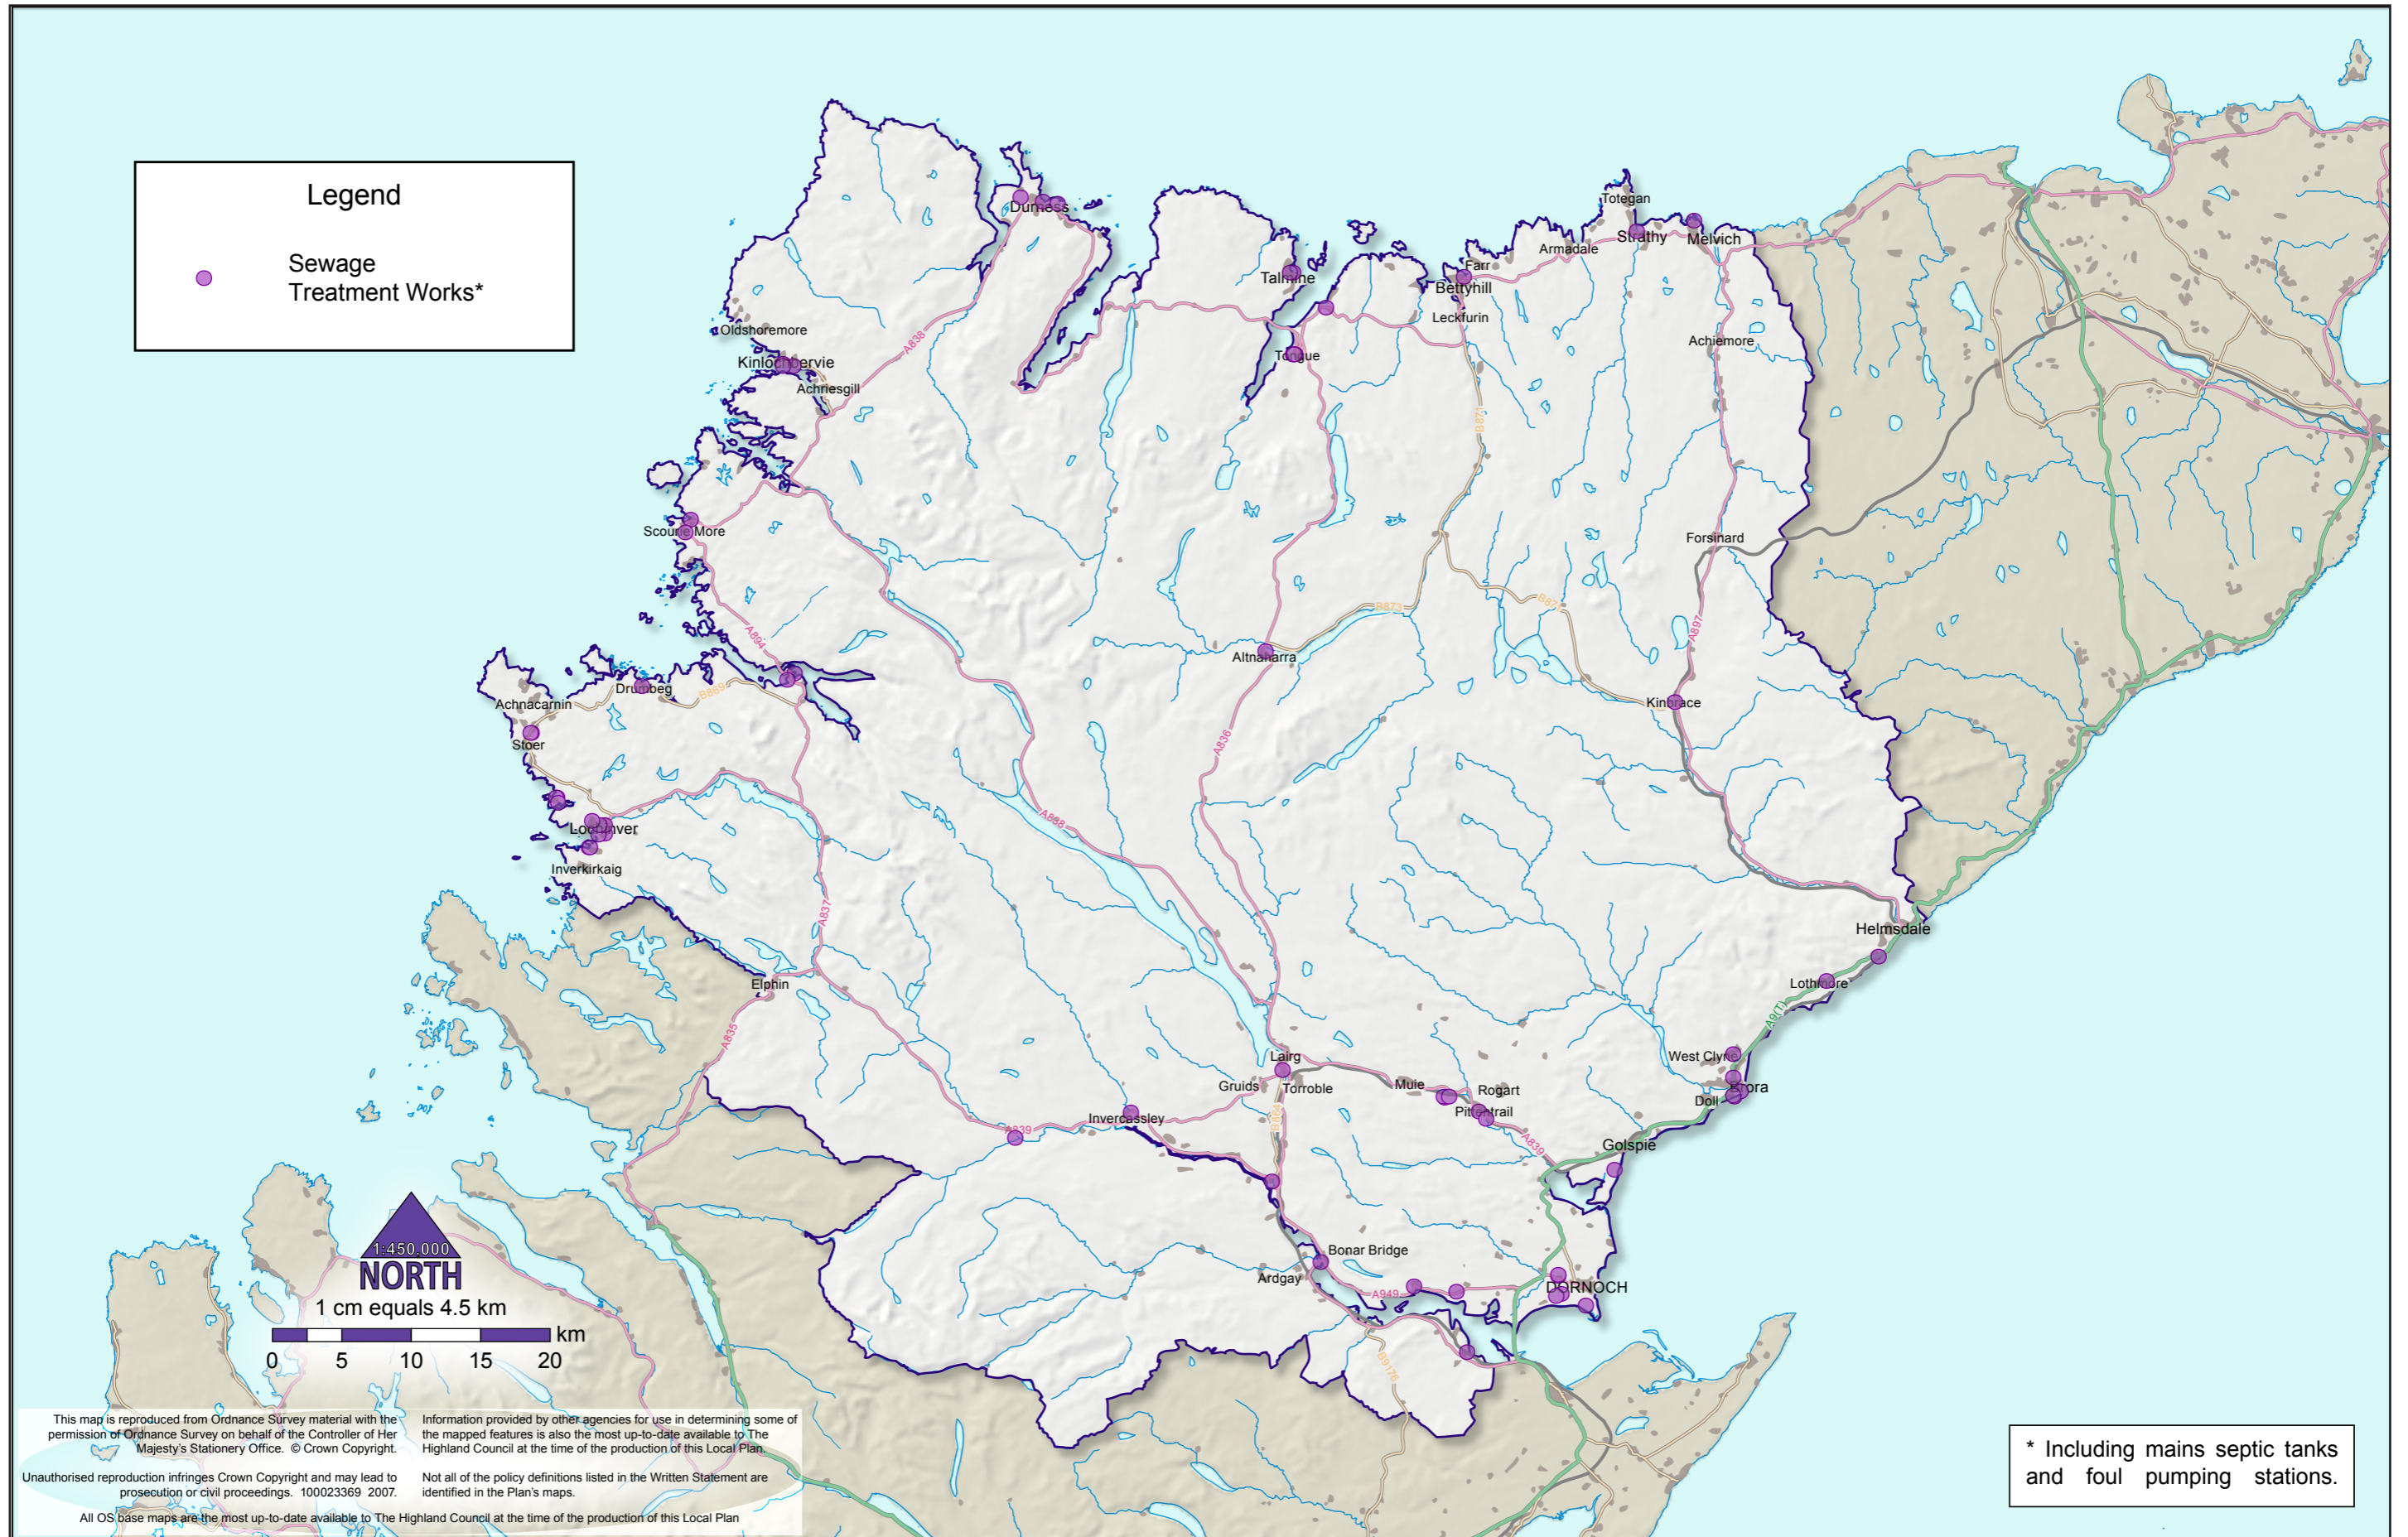 Legend
Sewage
Treatment Works*
Durness
Totegan
Strathy
Melvich
Armadale
Farr
Bettyhill
Talmine
Leckfurin
Oldshoremore
A838
Tongue
Achiemore
Kinlochbervie
Achriesgill
B871
Scourie More
Forsinard
B873
B871
A894
A897
Altnaharra
Drumbeg
B869
Achnacarnin
Kinbrace
Stoer
A836
A838
Lochinver
Inverkirkaig
A837
Helmsdale
Elphin
Lothmore
A9(T)
A835
Lairg
West Clyne
Gruids
Torroble
Muie
Rogart
Brora
Doll
Pittentrail
Invercassley
A839
B864
A839
Golspie
Bonar Bridge
Ardgay
A949
DORNOCH
B9176
1:450,000
NORTH
1 cm equals 4.5 km
km
0 5 10 15 20
This map is reproduced from Ordnance Survey material with the
permission of Ordnance Survey on behalf of the Controller of Her
Majesty's Stationery Office. © Crown Copyright.
Unauthorised reproduction infringes Crown Copyright and may lead to
prosecution or civil proceedings. 100023369 2007.
Information provided by other agencies for use in determining some of
the mapped features is also the most up-to-date available to The
Highland Council at the time of the production of this Local Plan.
Not all of the policy definitions listed in the Written Statement are
identified in the Plan's maps.
All OS base maps are the most up-to-date available to The Highland Council at the time of the production of this Local Plan
* Including mains septic tanks
and foul pumping stations.